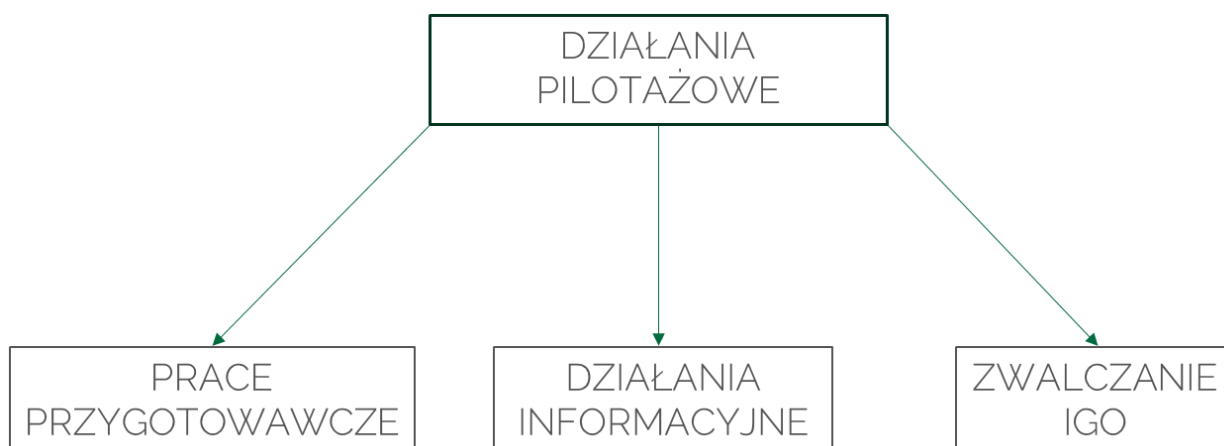 DZIAŁANIA
PILOTAŻOWE
PRACE
PRZYGOTOWAWCZE
DZIAŁANIA
INFORMACYJNE
ZWALCZANIE
IGO